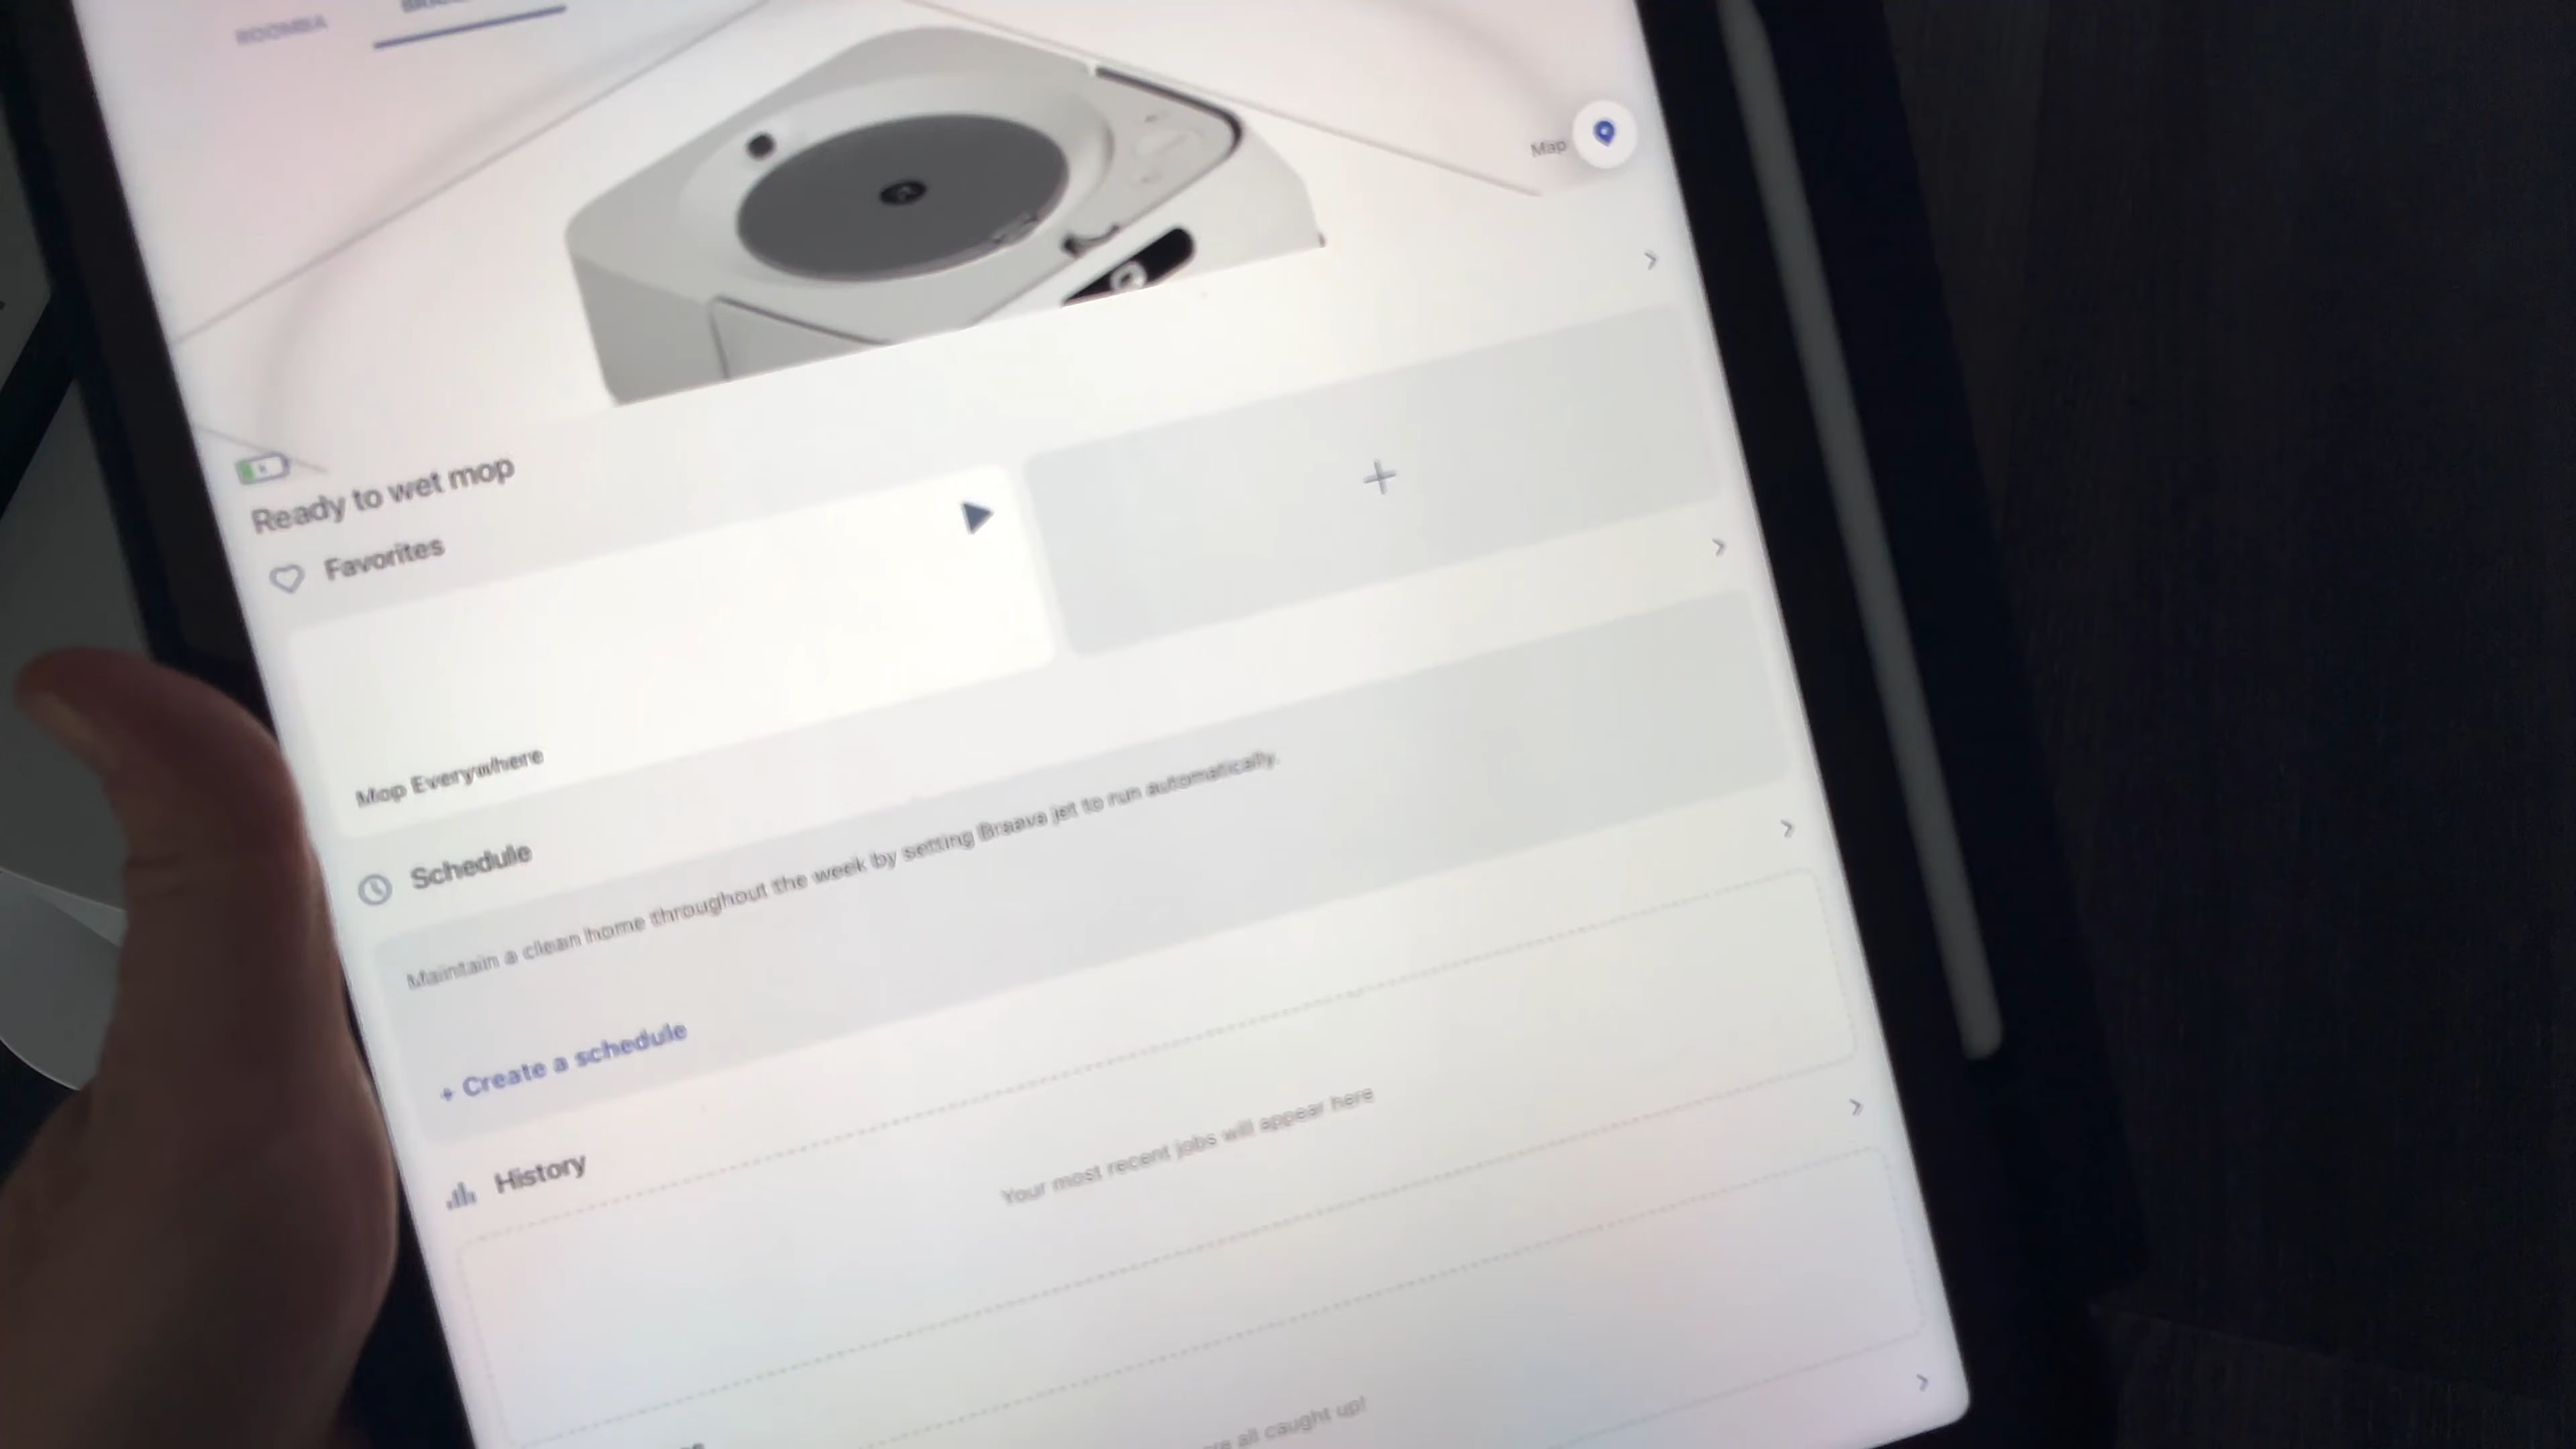 ROOMBA
Map
Ready to wet mop
Favorites
Mop Everywhere
Schedule
Maintain a clean home throughout the week by setting Braava jet to run automatically.
+ Create a schedule
History
Your most recent jobs will appear here
all caught up!